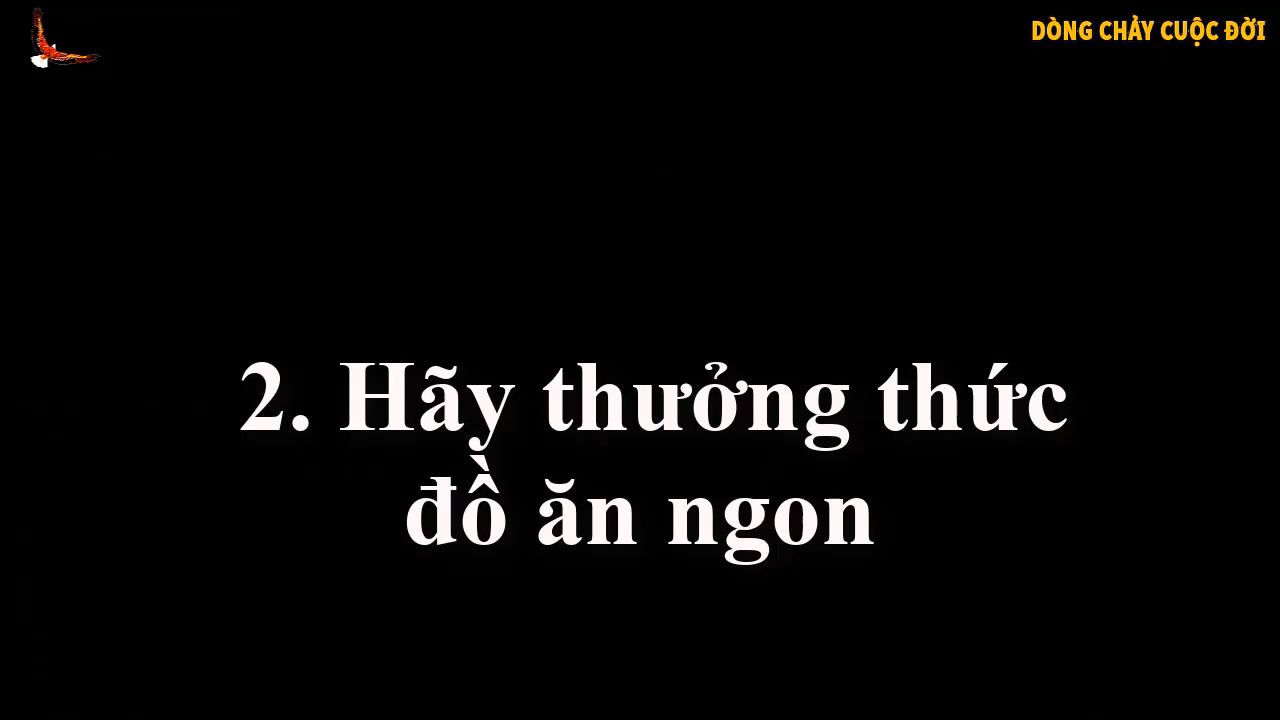 DÒNG CHẢY CUỘC ĐỜI
2. Hãy thưởng thức
đồ ăn ngon